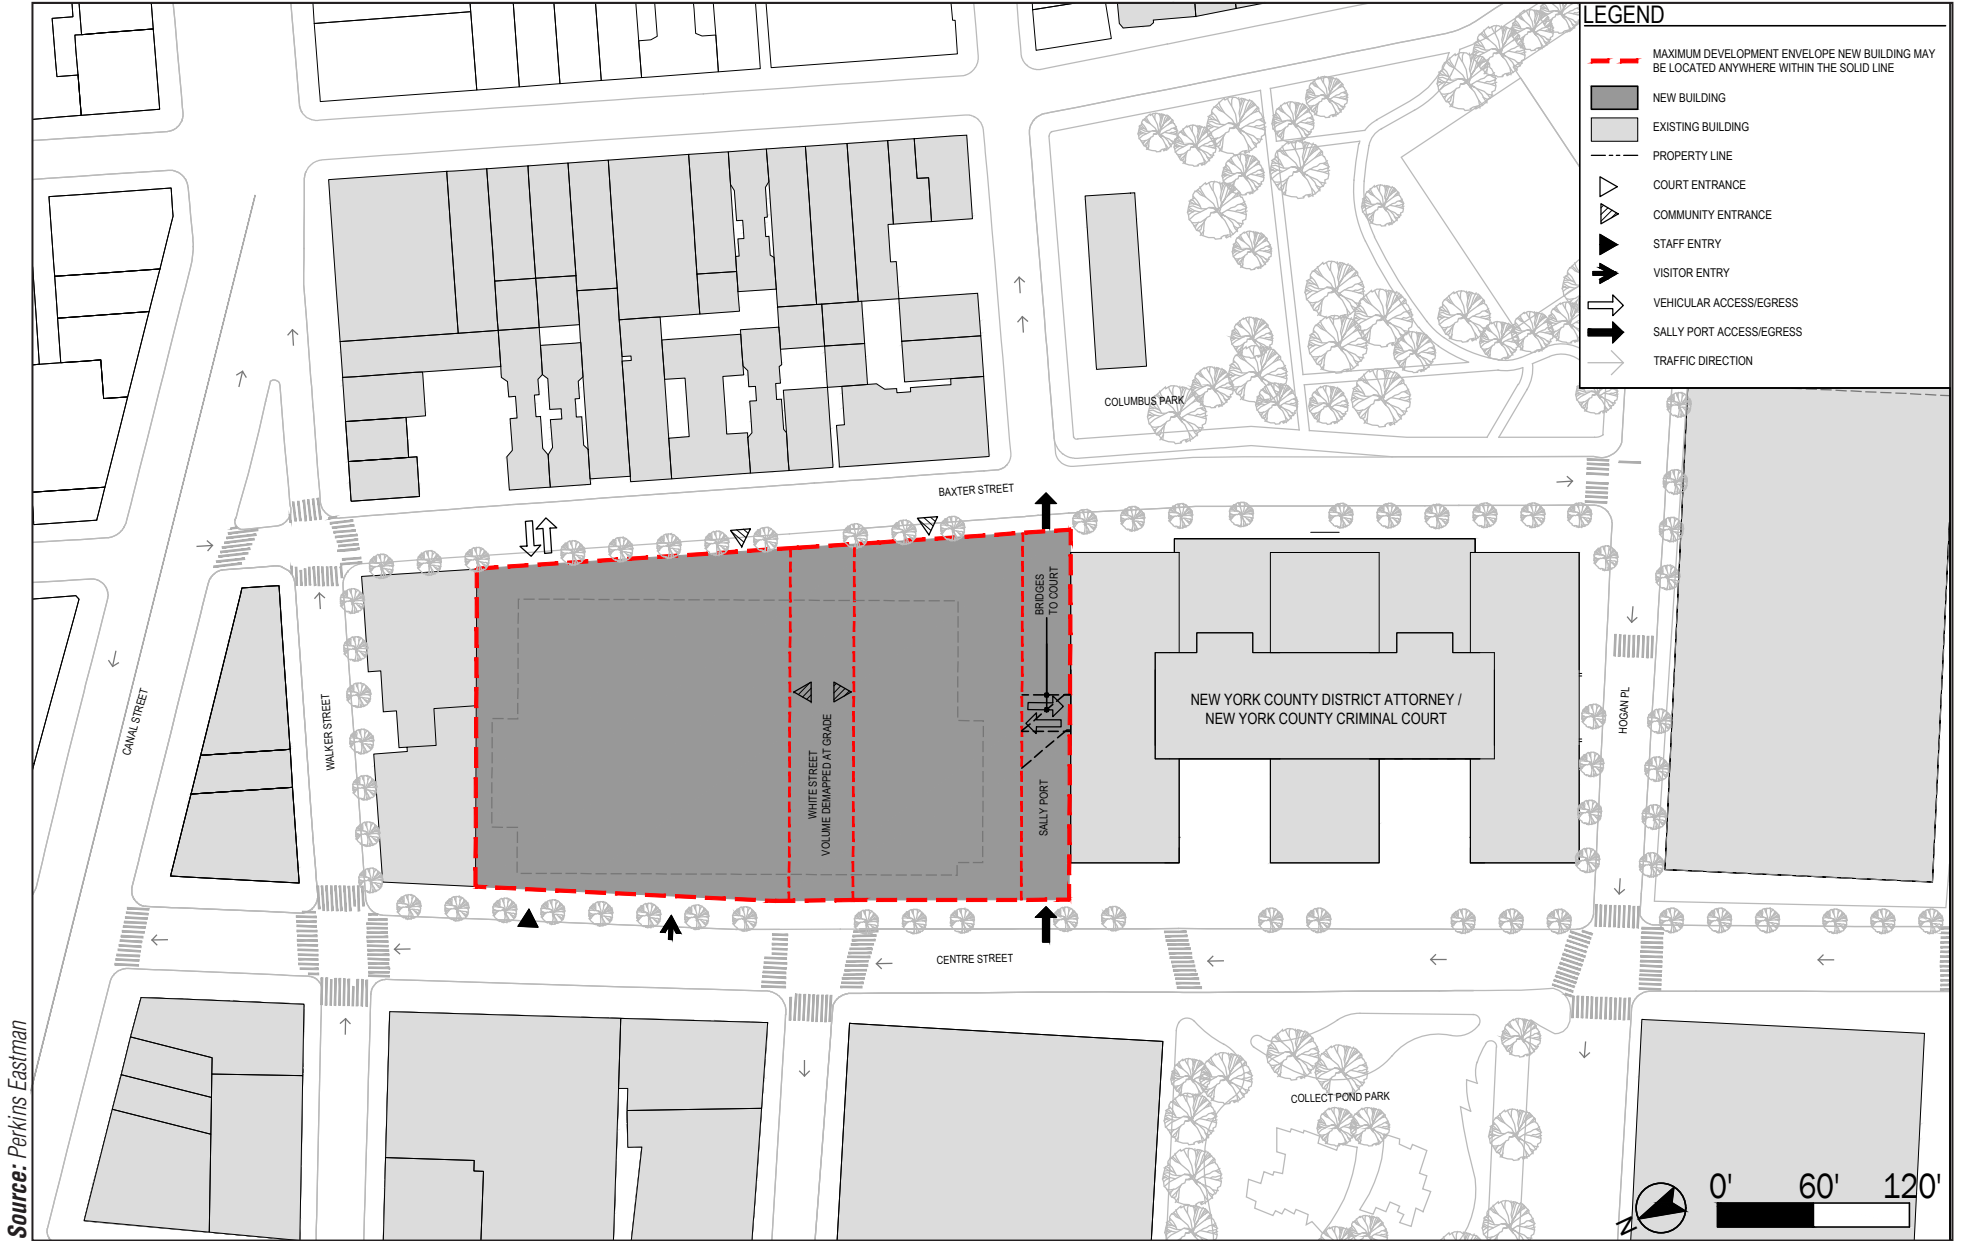 LEGEND
MAXIMUM DEVELOPMENT ENVELOPE NEW BUILDING MAY
BE LOCATED ANYWHERE WITHIN THE SOLID LINE
NEW BUILDING
EXISTING BUILDING
PROPERTY LINE
COURT ENTRANCE
COMMUNITY ENTRANCE
STAFF ENTRY
VISITOR ENTRY
VEHICULAR ACCESS/EGRESS
SALLY PORT ACCESS/EGRESS
TRAFFIC DIRECTION
COLUMBUS PARK
BAXTER STREET
BRIDGES
TO COURT
NEW YORK COUNTY DISTRICT ATTORNEY /
NEW YORK COUNTY CRIMINAL COURT
HOGAN PL
CANAL STREET
WALKER STREET
WHITE STREET
VOLUME DEMAPPED AT GRADE
SALLY PORT
CENTRE STREET
COLLECT POND PARK
N
0'
60'
120'
Source: Perkins Eastman